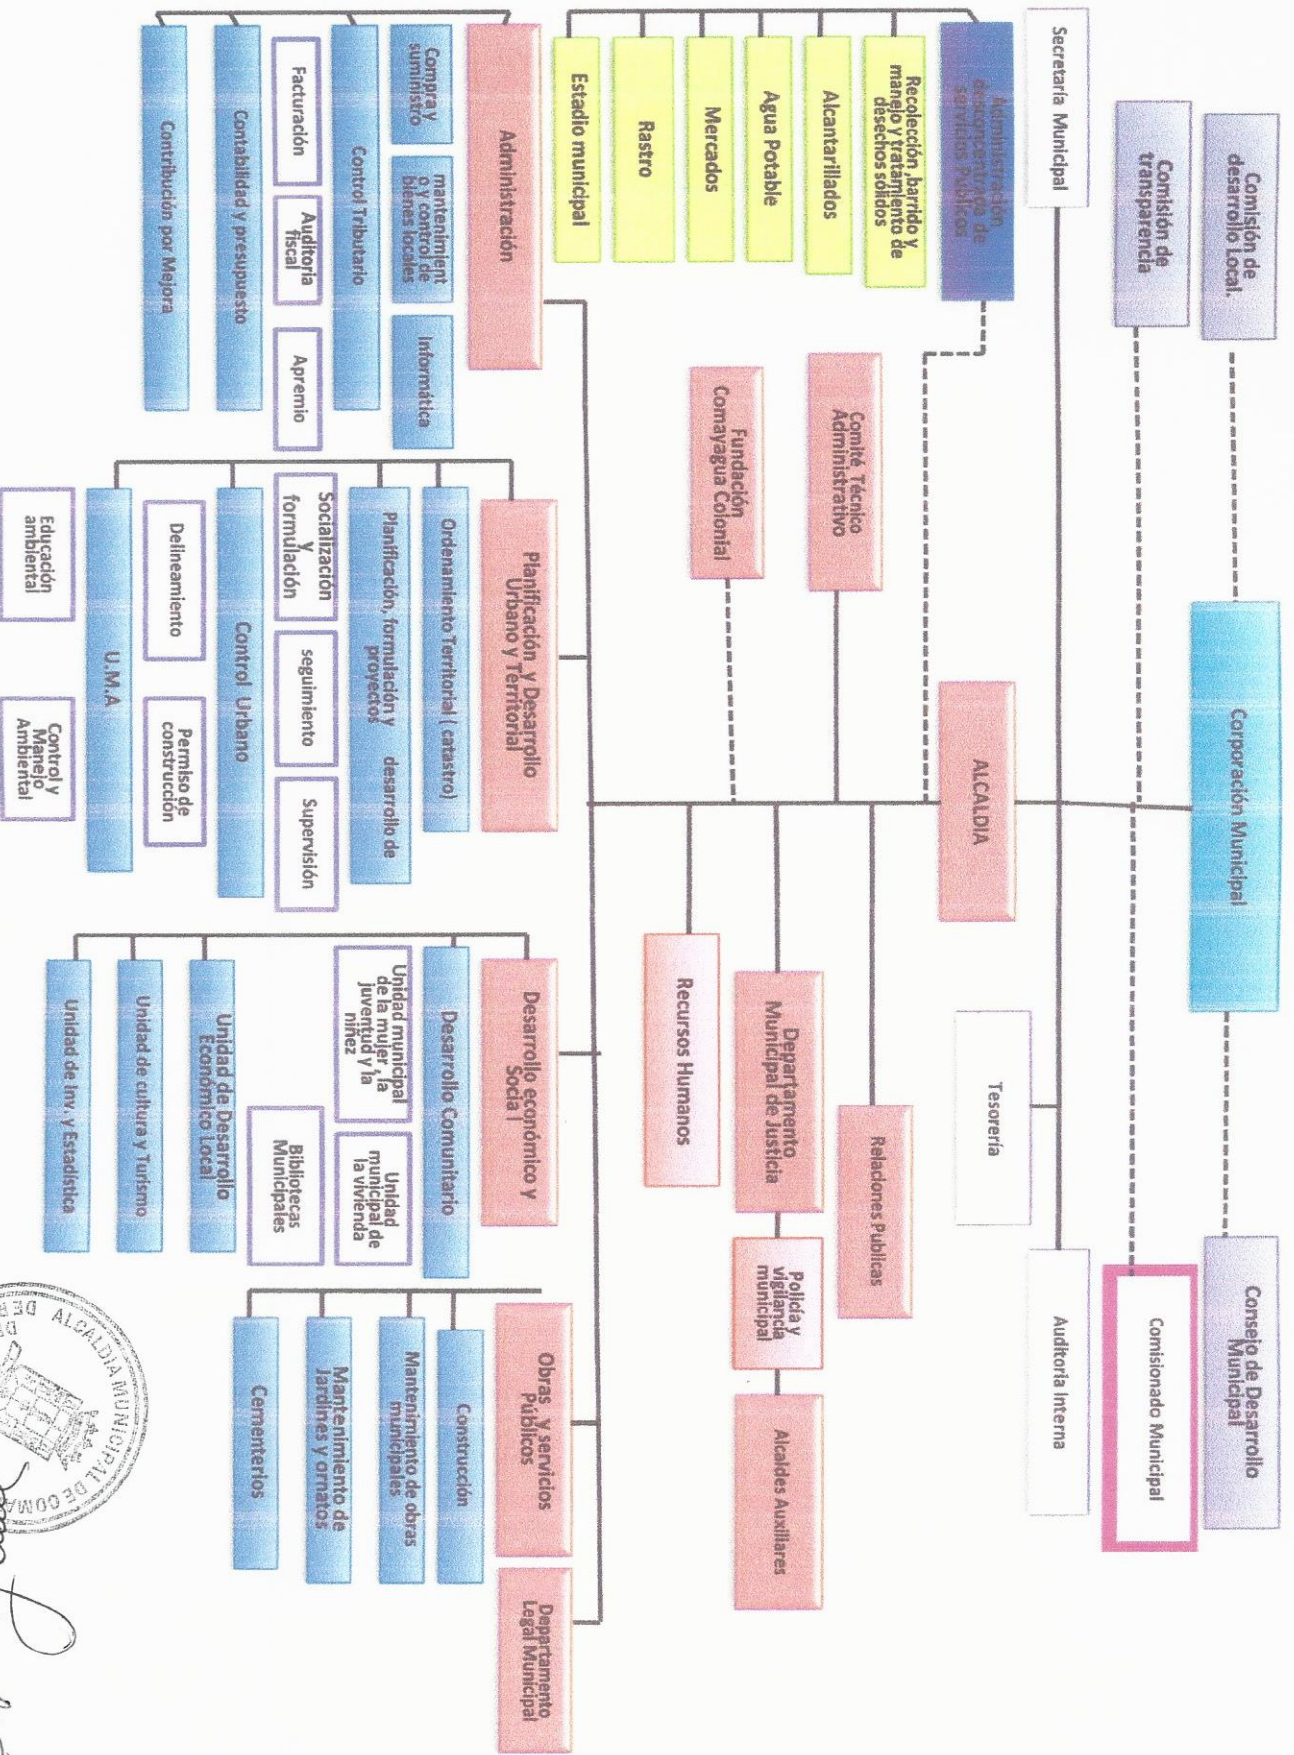 Comisión de
desarrollo Local.
Corporación Municipal
Consejo de Desarrollo
Municipal
Comisión de
transparencia
Comisionado Municipal
Secretaría Municipal
Auditoria Interna
Tesorería
ALCALDIA
Administración
desconcentrada de
servicios Publicos
Recolección ,barrido y
manejo y tratamiento de
desechos sólidos
Alcantarillados
Agua Potable
Mercados
Rastro
Estadio municipal
Comité Técnico
Administrativo
Fundación
Comayagua Colonial
Relaciones Publicas
Departamento
Municipal de Justicia
Policía y
vigilancia
municipal
Alcaldes Auxiliares
Recursos Humanos
Administración
Compra y
suministro
mantenimient
o y control de
bienes locales
Informática
Control Tributario
Facturación
Auditoria
fiscal
Apremio
Contabilidad y presupuesto
Contribución por Mejora
Planificación y Desarrollo
Urbano y Territorial
Ordenamiento Territorial ( catastro)
Planificación, formulación y desarrollo de
proyectos
Socialización
y
formulación
seguimiento
Supervisión
Control Urbano
Delineamiento
Permiso de
construcción
U.M.A
Educación
ambiental
Control y
Manejo
Ambiental
Desarrollo económico y
Social
Desarrollo Comunitario
Unidad municipal
de la mujer , la
juventud y la
niñez
Unidad
municipal de
la vivienda
Bibliotecas
Municipales
Unidad de Desarrollo
Económico Local
Unidad de cultura y Turismo
Unidad de Inv. y Estadística
Obras y servicios
Públicos
Construcción
Mantenimiento de obras
municipales
Mantenimiento de
Jardines y ornatos
Cementerios
Departamento
Legal Municipal
ALCALDIA MUNICIPAL DE COMA